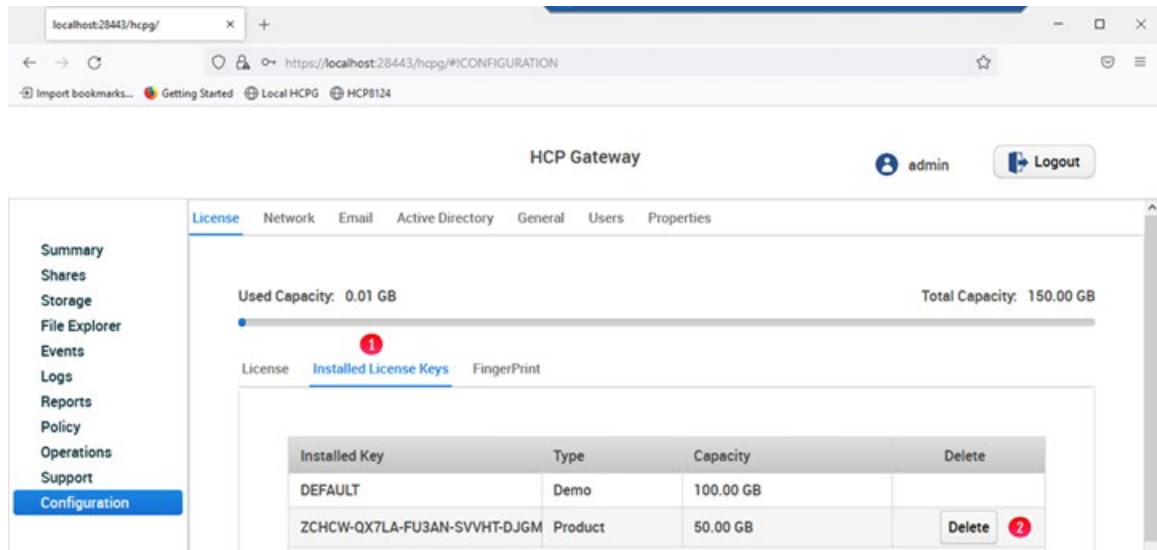 localhost:28443/hcpg/
https://localhost:28443/hcpg/#!CONFIGURATION
Import bookmarks... Getting Started Local HCPG HCP8124
HCP Gateway
admin Logout
License Network Email Active Directory General Users Properties
Summary
Shares
Storage
File Explorer
Events
Logs
Reports
Policy
Operations
Support
Configuration
Used Capacity: 0.01 GB Total Capacity: 150.00 GB
1
License Installed License Keys FingerPrint
Installed Key Type Capacity Delete
DEFAULT Demo 100.00 GB
ZCHCW-QX7LA-FU3AN-SVVHT-DJGM Product 50.00 GB Delete 2